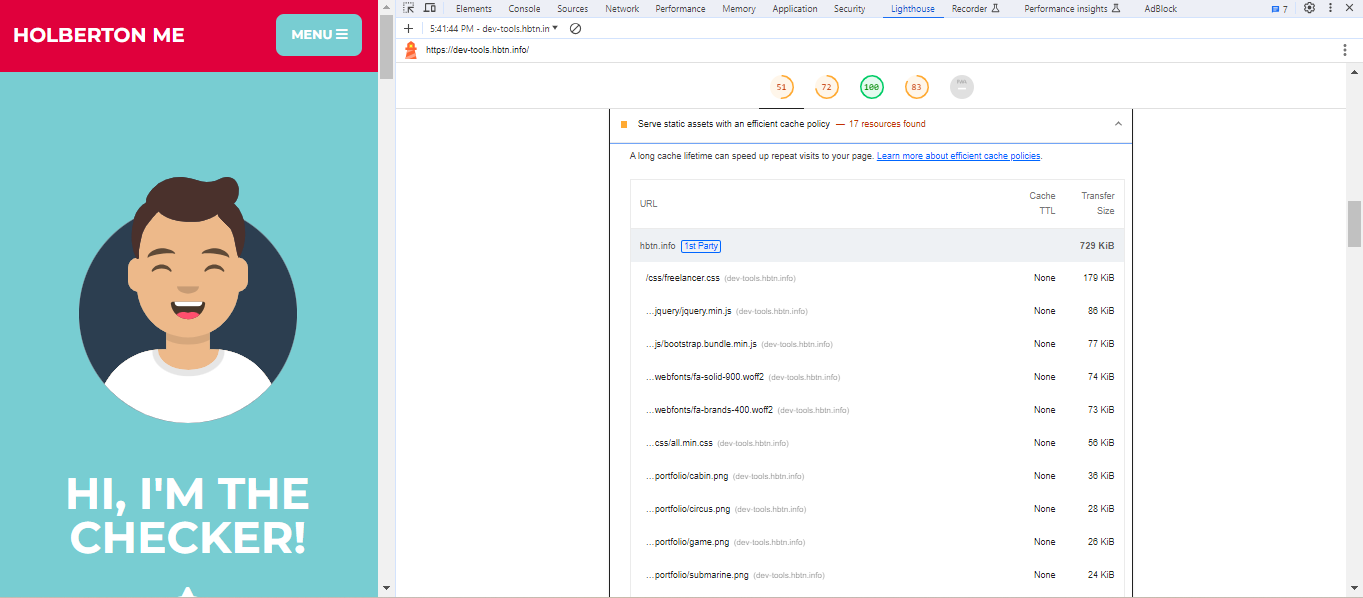 HOLBERTON ME
MENU
HI, I'M THE
CHECKER!
Elements Console Sources Network Performance Memory Application Security Lighthouse Recorder Performance insights AdBlock 7
5:41:44 PM - dev-tools.hbtn.in
https://dev-tools.hbtn.info/
51 72 100 83 PWA
Serve static assets with an efficient cache policy — 17 resources found
A long cache lifetime can speed up repeat visits to your page. Learn more about efficient cache policies.
URL Cache TTL Transfer Size
hbtn.info 1st Party 729 KiB
/css/freelancer.css (dev-tools.hbtn.info) None 179 KiB
…jquery/jquery.min.js (dev-tools.hbtn.info) None 86 KiB
…js/bootstrap.bundle.min.js (dev-tools.hbtn.info) None 77 KiB
…webfonts/fa-solid-900.woff2 (dev-tools.hbtn.info) None 74 KiB
…webfonts/fa-brands-400.woff2 (dev-tools.hbtn.info) None 73 KiB
…css/all.min.css (dev-tools.hbtn.info) None 56 KiB
…portfolio/cabin.png (dev-tools.hbtn.info) None 36 KiB
…portfolio/circus.png (dev-tools.hbtn.info) None 28 KiB
…portfolio/game.png (dev-tools.hbtn.info) None 26 KiB
…portfolio/submarine.png (dev-tools.hbtn.info) None 24 KiB